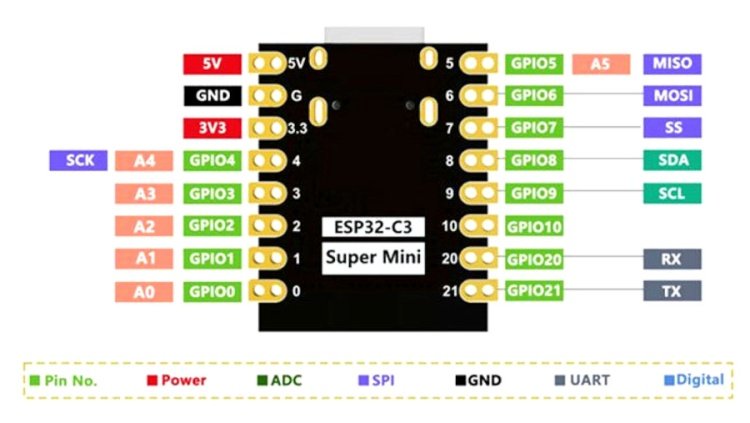 5V 5V 5 GPIO5 A5 MISO
GND G 6 GPIO6 MOSI
3V3 3.3 7 GPIO7 SS
SCK A4 GPIO4 4 8 GPIO8 SDA
A3 GPIO3 3 9 GPIO9 SCL
A2 GPIO2 2 ESP32-C3 10 GPIO10
A1 GPIO1 1 Super Mini 20 GPIO20 RX
A0 GPIO0 0 21 GPIO21 TX
Pin No. Power ADC SPI GND UART Digital